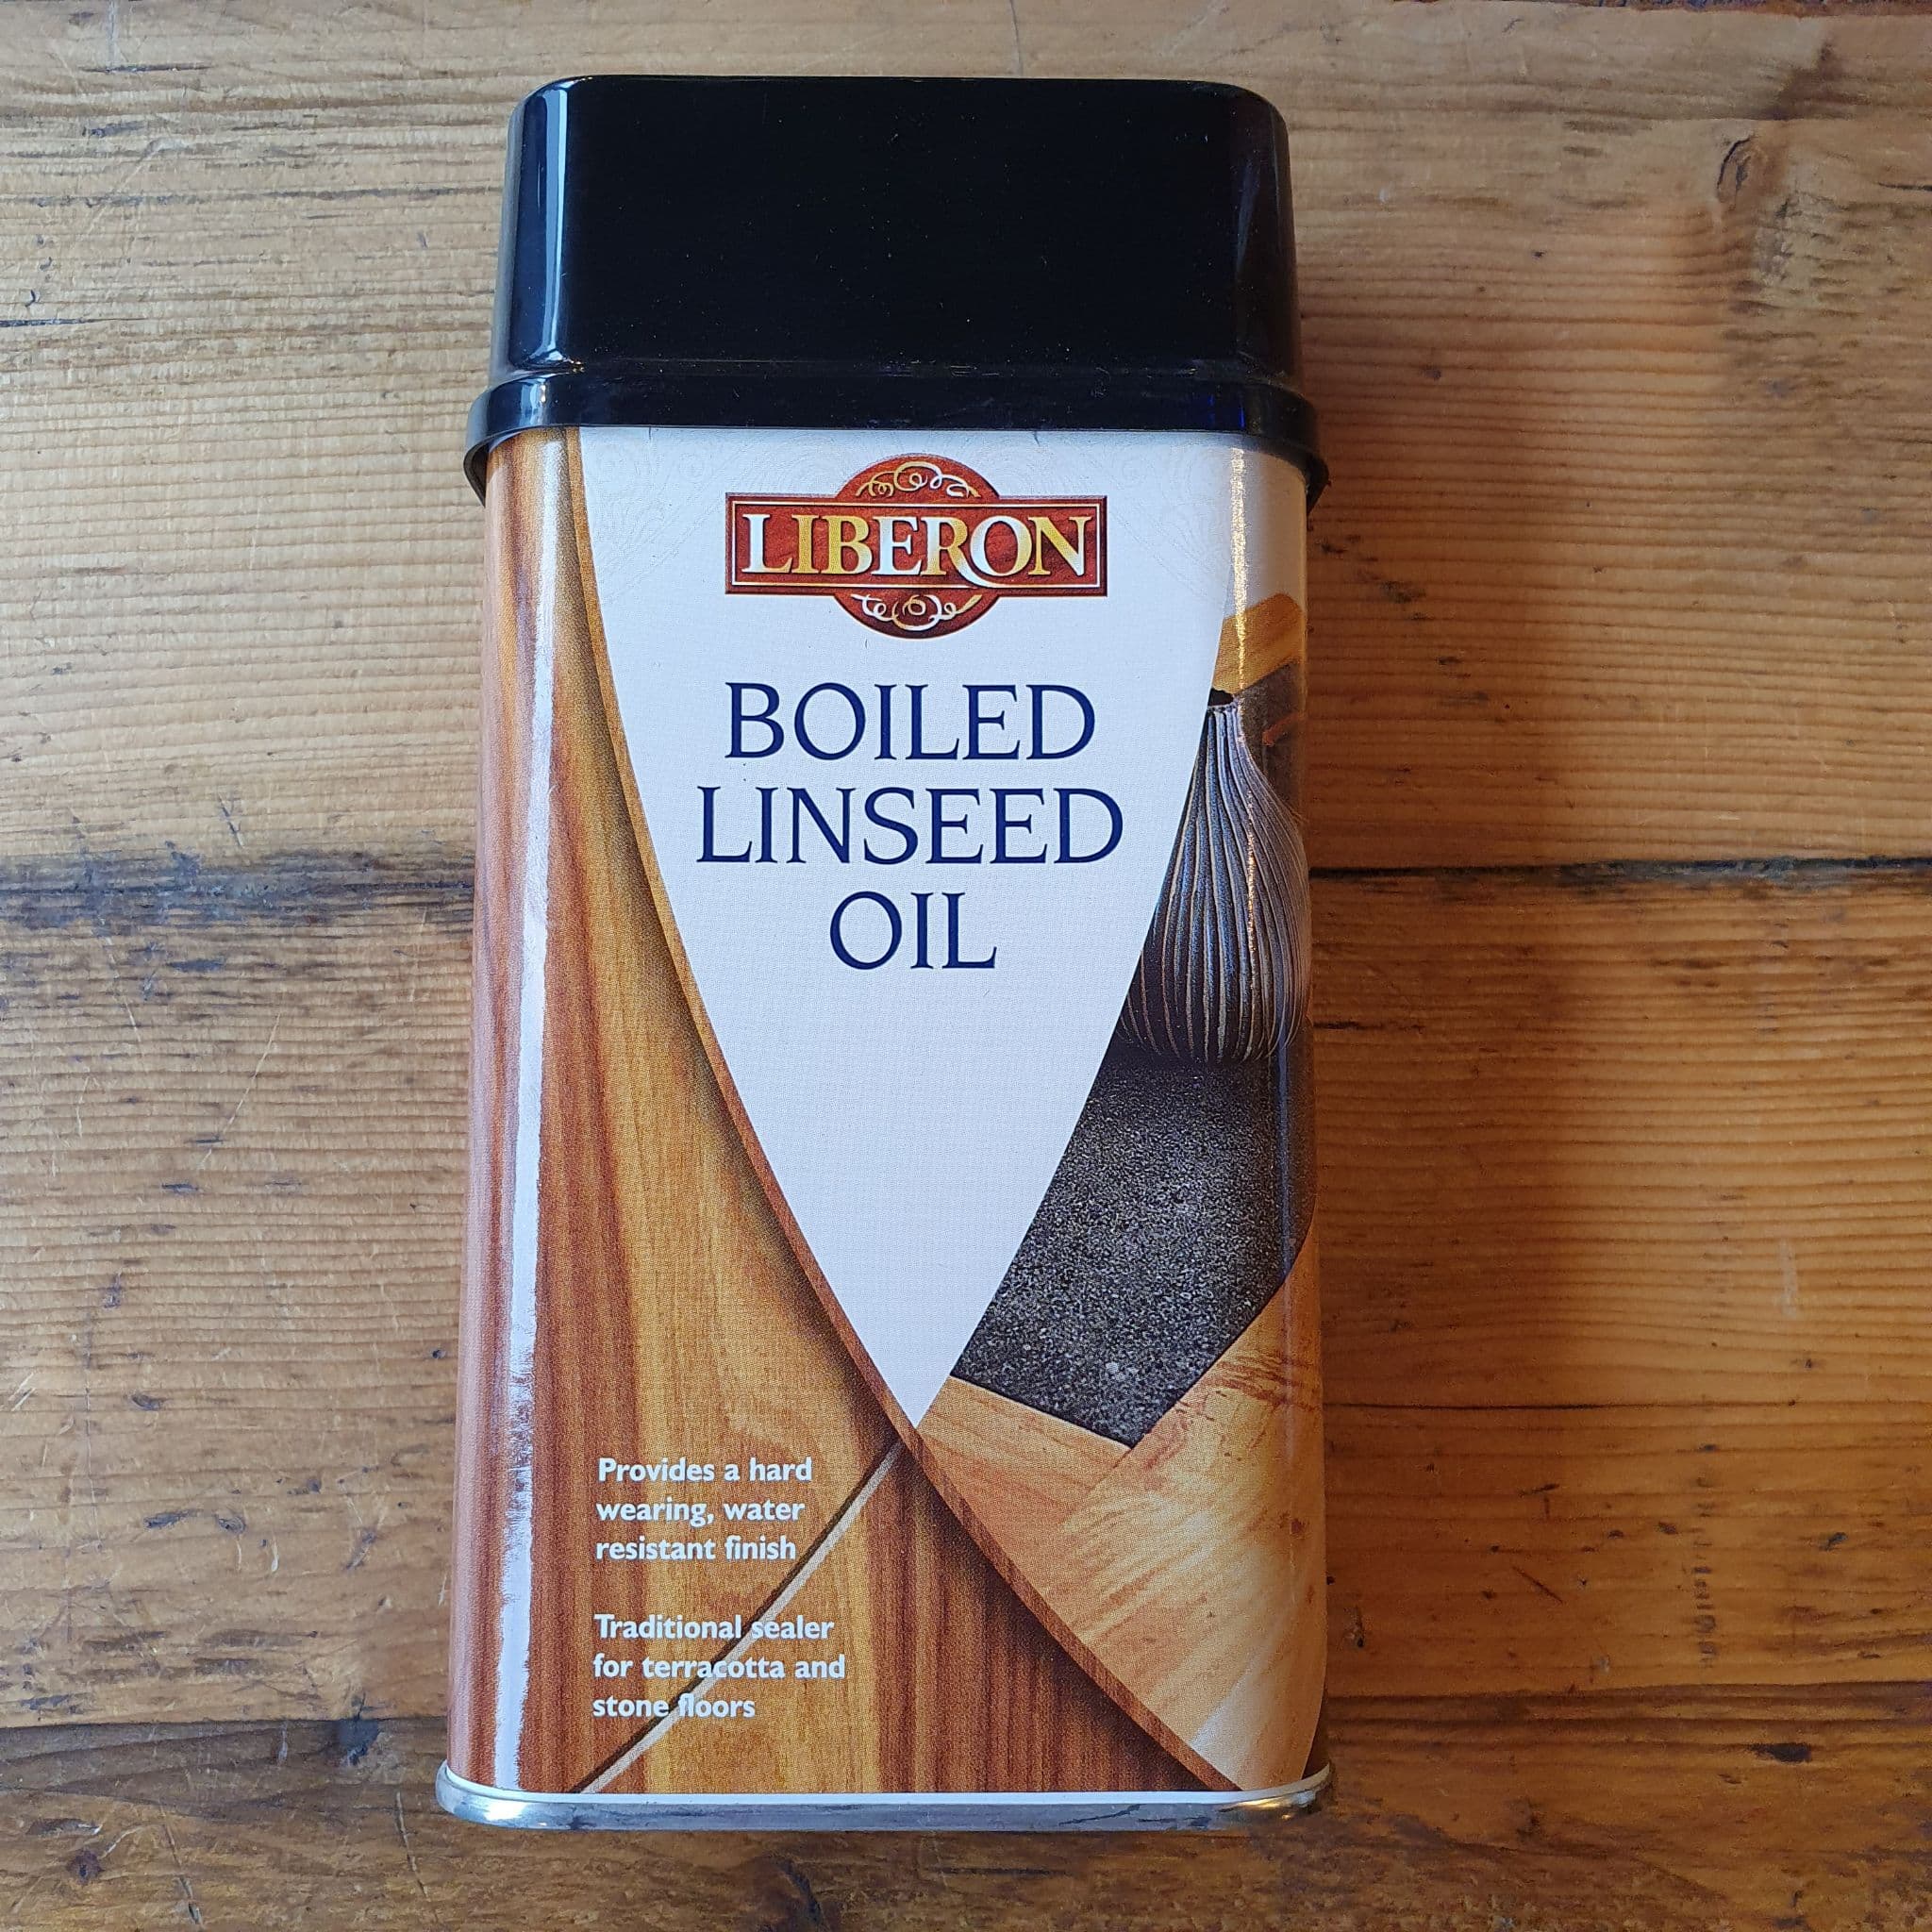 LIBERON
BOILED
LINSEED
OIL
Provides a hard
wearing, water
resistant finish
Traditional sealer
for terracotta and
stone floors